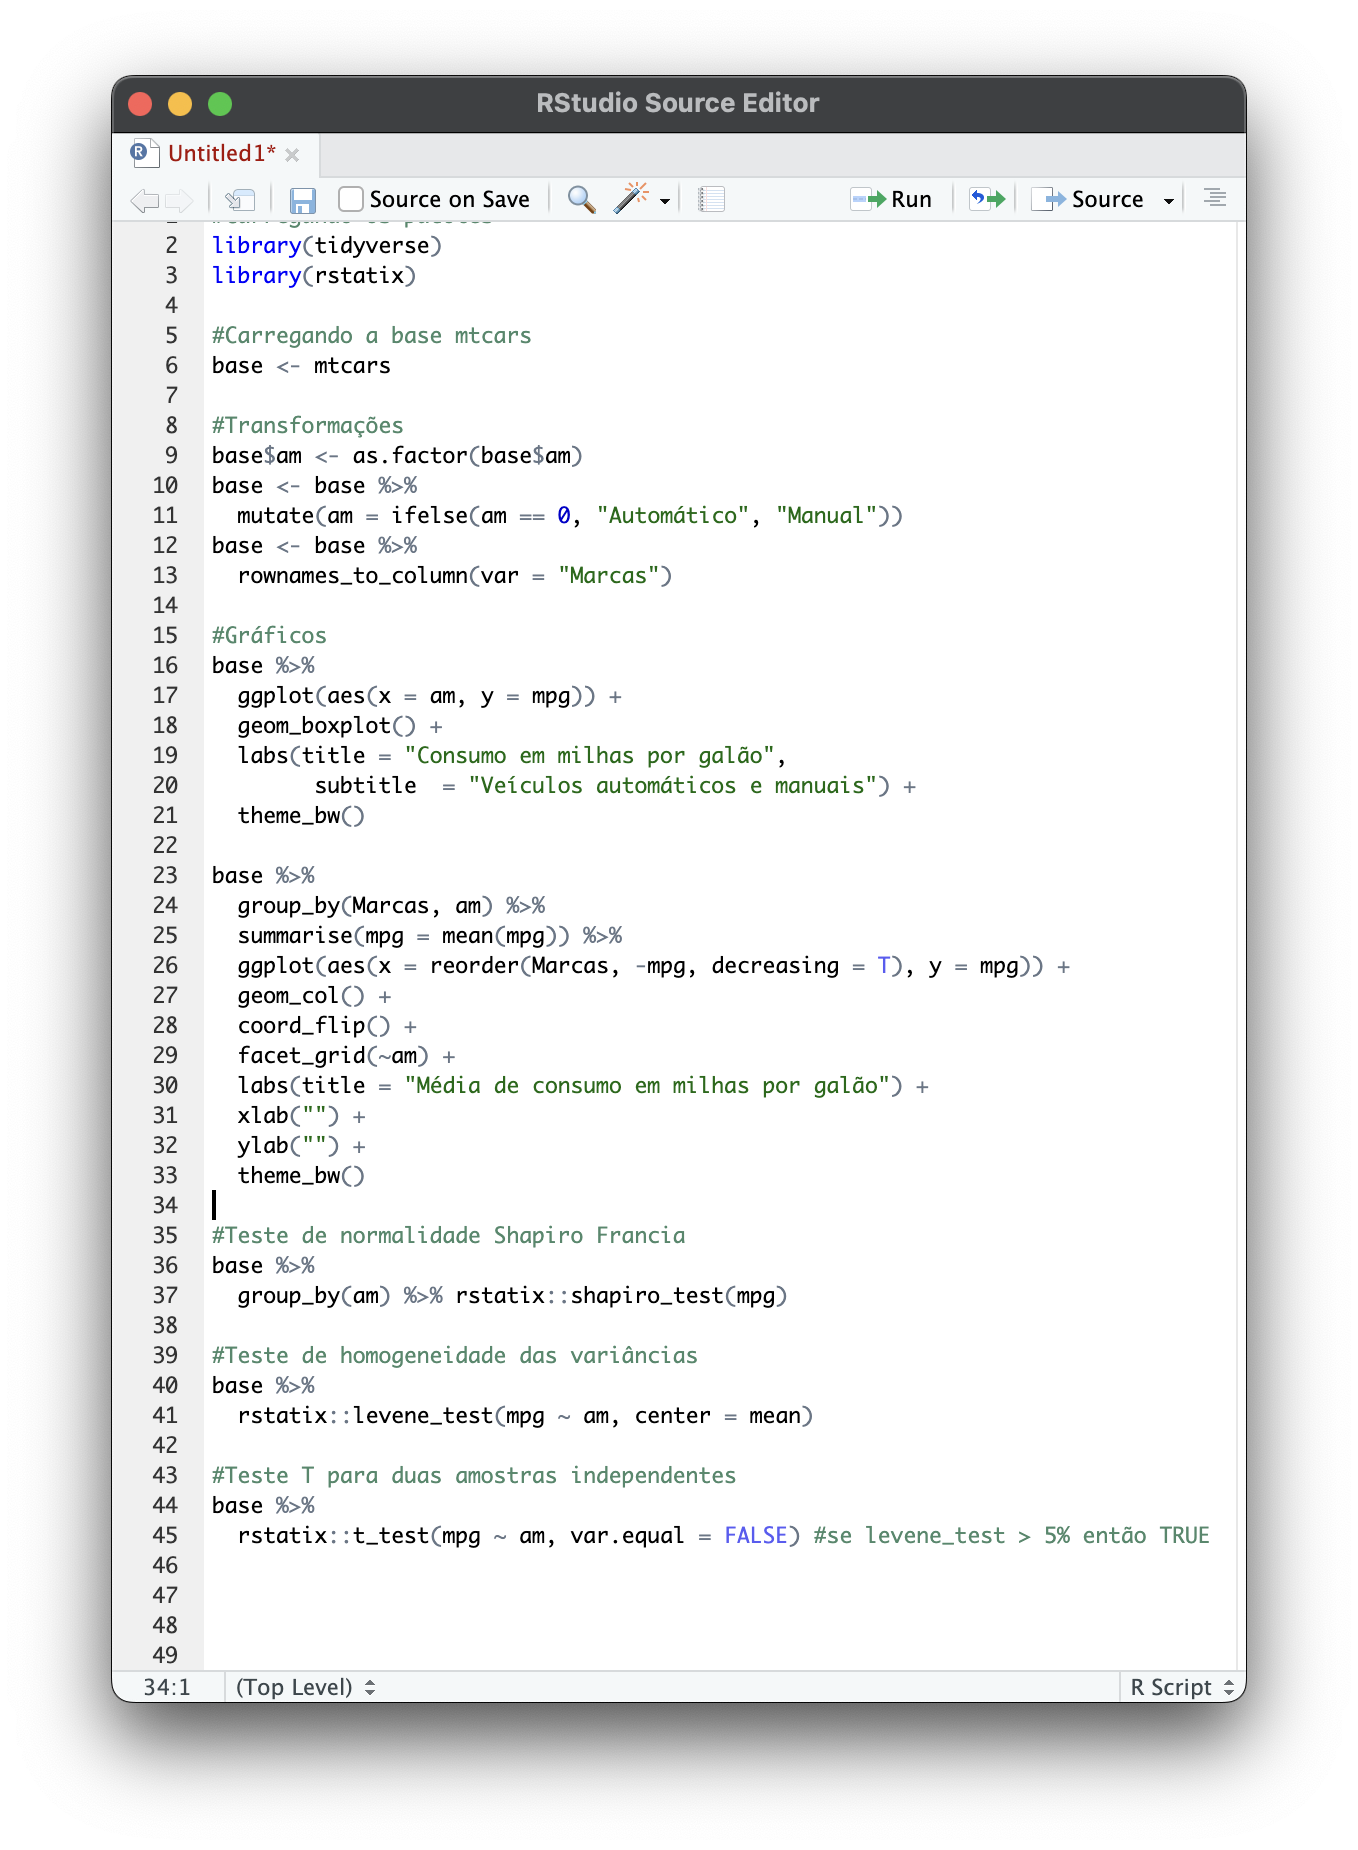 RStudio Source Editor
Untitled1*
Source on Save
Run
Source
2 library(tidyverse)
3 library(rstatix)
4
5 #Carregando a base mtcars
6 base <- mtcars
7
8 #Transformações
9 base$am <- as.factor(base$am)
10 base <- base %>%
11   mutate(am = ifelse(am == 0, "Automático", "Manual"))
12 base <- base %>%
13   rownames_to_column(var = "Marcas")
14
15 #Gráficos
16 base %>%
17   ggplot(aes(x = am, y = mpg)) +
18   geom_boxplot() +
19   labs(title = "Consumo em milhas por galão",
20         subtitle  = "Veículos automáticos e manuais") +
21   theme_bw()
22
23 base %>%
24   group_by(Marcas, am) %>%
25   summarise(mpg = mean(mpg)) %>%
26   ggplot(aes(x = reorder(Marcas, -mpg, decreasing = T), y = mpg)) +
27   geom_col() +
28   coord_flip() +
29   facet_grid(~am) +
30   labs(title = "Média de consumo em milhas por galão") +
31   xlab("") +
32   ylab("") +
33   theme_bw()
34
35 #Teste de normalidade Shapiro Francia
36 base %>%
37   group_by(am) %>% rstatix::shapiro_test(mpg)
38
39 #Teste de homogeneidade das variâncias
40 base %>%
41   rstatix::levene_test(mpg ~ am, center = mean)
42
43 #Teste T para duas amostras independentes
44 base %>%
45   rstatix::t_test(mpg ~ am, var.equal = FALSE) #se levene_test > 5% então TRUE
46
47
48
49
34:1 (Top Level) R Script